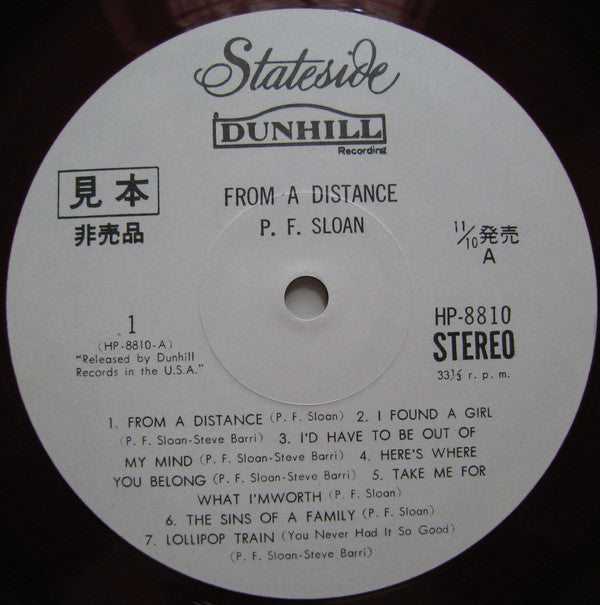 Stateside
DUNHILL
Recording
見本
非売品
FROM A DISTANCE
P. F. SLOAN
11/10発売
A
1
(HP-8810-A)
"Released by Dunhill
Records in the U.S.A."
HP-8810
STEREO
33⅓ r. p. m.
1. FROM A DISTANCE (P. F. Sloan) 2. I FOUND A GIRL
(P. F. Sloan-Steve Barri) 3. I'D HAVE TO BE OUT OF
MY MIND (P. F. Sloan-Steve Barri) 4. HERE'S WHERE
YOU BELONG (P. F. Sloan-Steve Barri) 5. TAKE ME FOR
WHAT I'MWORTH (P. F. Sloan)
6. THE SINS OF A FAMILY (P. F. Sloan)
7. LOLLIPOP TRAIN (You Never Had It So Good)
(P. F. Sloan-Steve Barri)